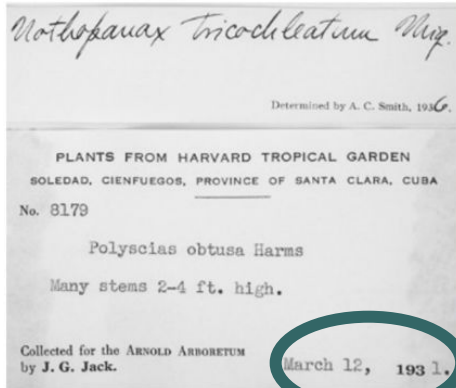 Nothopanax tricochleatum Miq.
Determined by A. C. Smith, 1936.
PLANTS FROM HARVARD TROPICAL GARDEN
SOLEDAD, CIENFUEGOS, PROVINCE OF SANTA CLARA, CUBA
No. 8179
Polyscias obtusa Harms
Many stems 2-4 ft. high.
Collected for the ARNOLD ARBORETUM
by J. G. Jack. March 12, 1931.